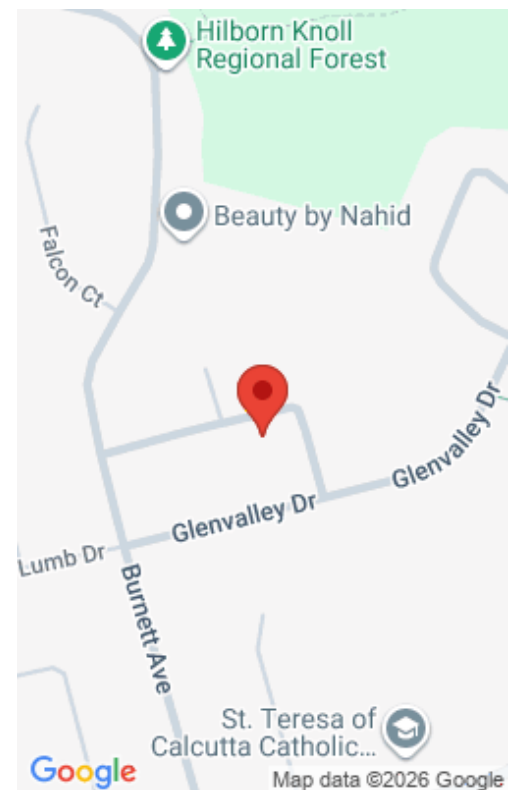 Hilborn Knoll
Regional Forest
Beauty by Nahid
Falcon Ct
Glenvalley Dr
Glenvalley Dr
Lumb Dr
Burnett Ave
St. Teresa of
Calcutta Catholic...
Google
Map data ©2026 Google